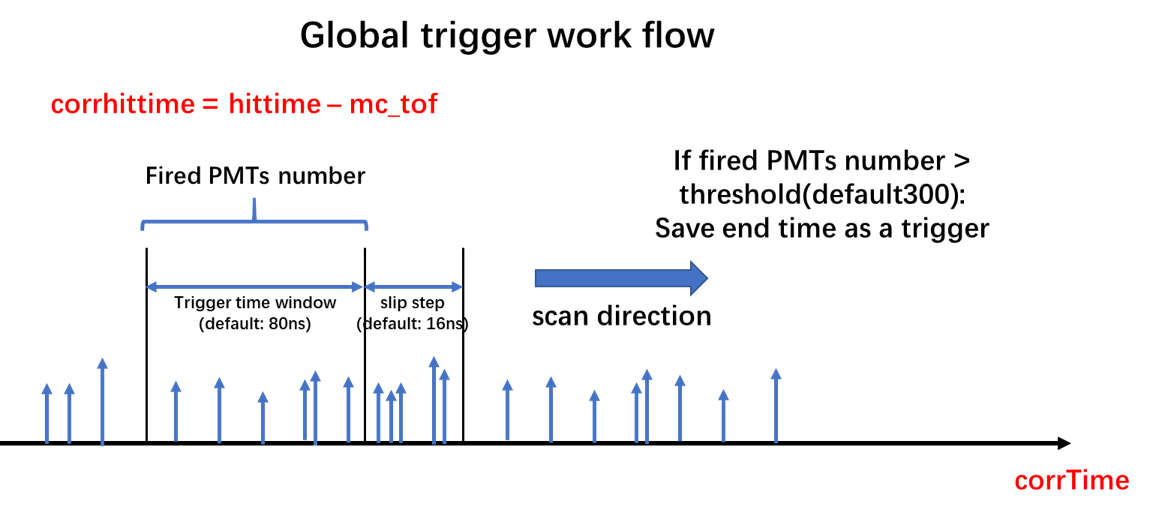 Global trigger work flow
corrhittime = hittime – mc_tof
Fired PMTs number
If fired PMTs number >
threshold(default300):
Save end time as a trigger
Trigger time window
(default: 80ns)
slip step
(default: 16ns)
scan direction
corrTime